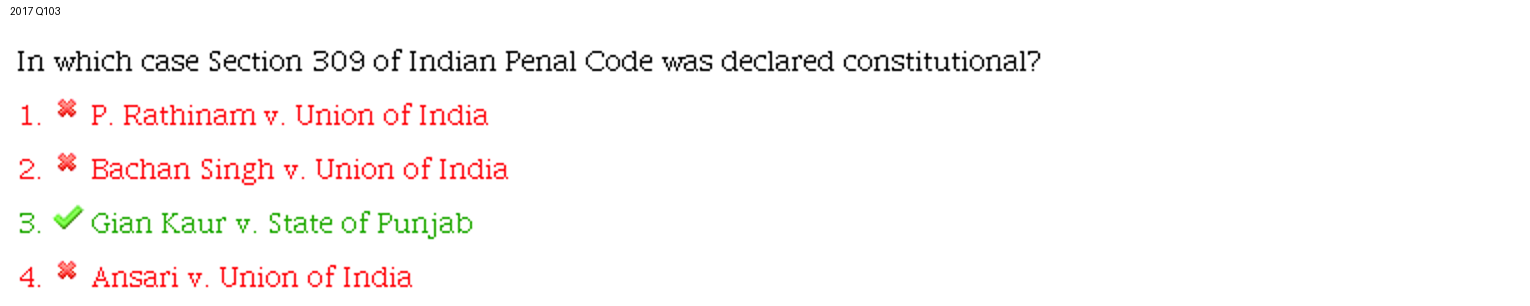 2017 Q103
In which case Section 309 of Indian Penal Code was declared constitutional?
1. P. Rathinam v. Union of India
2. Bachan Singh v. Union of India
3. Gian Kaur v. State of Punjab
4. Ansari v. Union of India